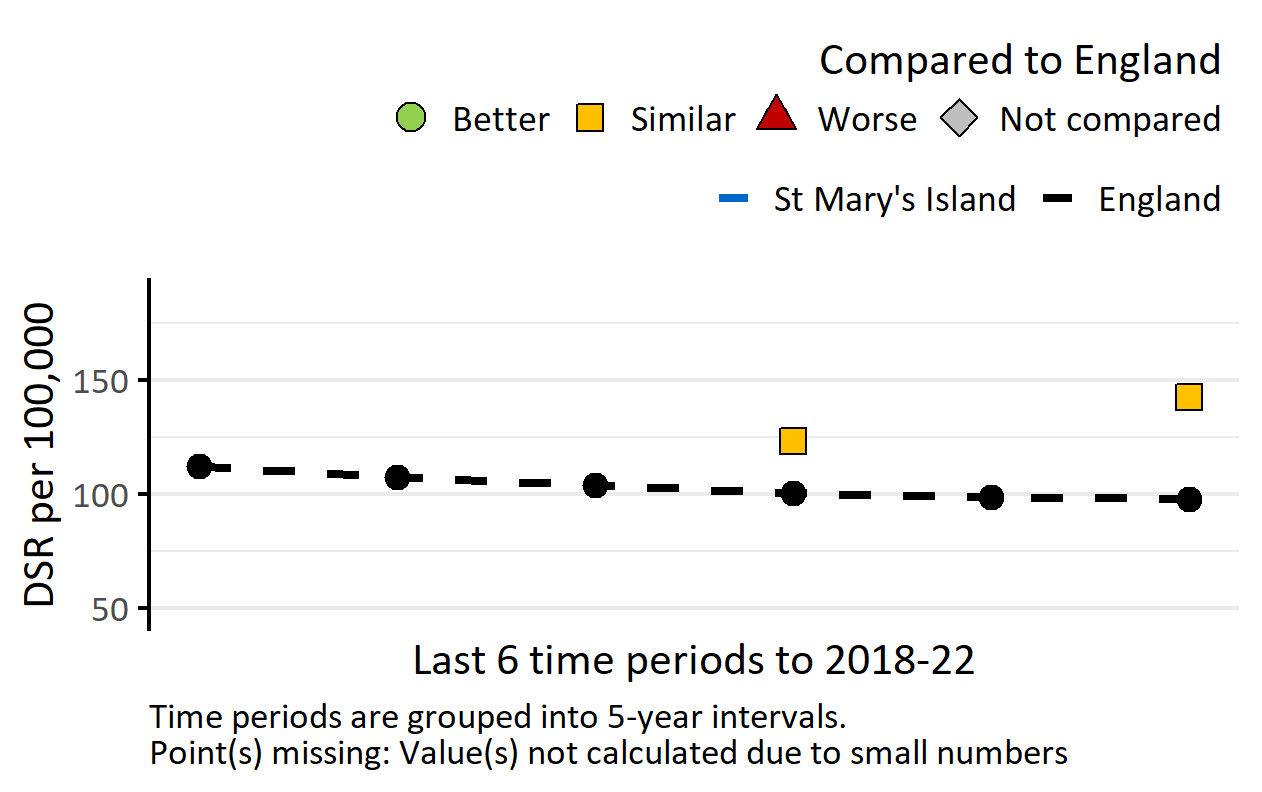 Compared to England
Better Similar Worse Not compared
St Mary's Island England
DSR per 100,000
150
100
50
Last 6 time periods to 2018-22
Time periods are grouped into 5-year intervals.
Point(s) missing: Value(s) not calculated due to small numbers